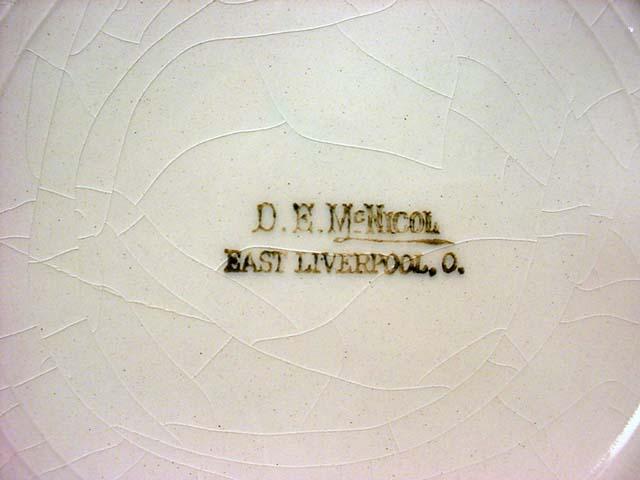 D. E. McNICOL
EAST LIVERPOOL, O.